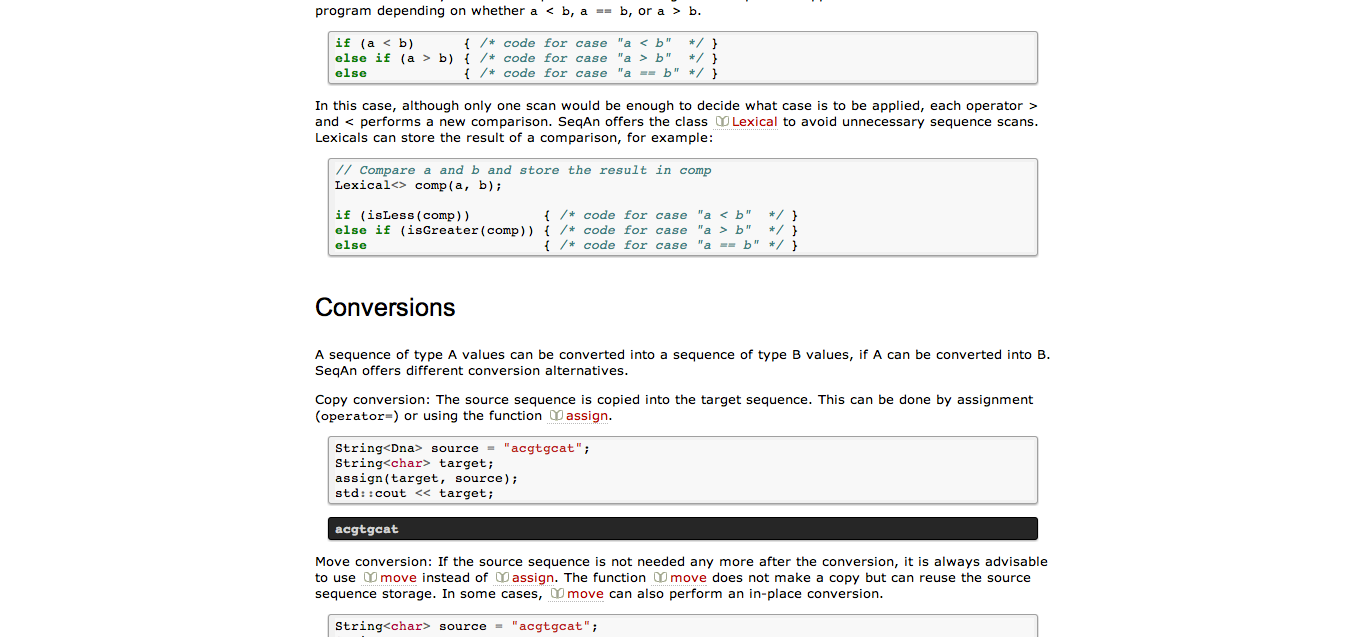 program depending on whether a < b, a == b, or a > b.
if (a < b)      { /* code for case "a < b"  */ }
else if (a > b) { /* code for case "a > b"  */ }
else            { /* code for case "a == b" */ }
In this case, although only one scan would be enough to decide what case is to be applied, each operator >
and < performs a new comparison. SeqAn offers the class Lexical to avoid unnecessary sequence scans.
Lexicals can store the result of a comparison, for example:
// Compare a and b and store the result in comp
Lexical<> comp(a, b);
if (isLess(comp))         { /* code for case "a < b"  */ }
else if (isGreater(comp)) { /* code for case "a > b"  */ }
else                      { /* code for case "a == b" */ }
Conversions
A sequence of type A values can be converted into a sequence of type B values, if A can be converted into B.
SeqAn offers different conversion alternatives.
Copy conversion: The source sequence is copied into the target sequence. This can be done by assignment
(operator=) or using the function assign.
String<Dna> source = "acgtgcat";
String<char> target;
assign(target, source);
std::cout << target;
acgtgcat
Move conversion: If the source sequence is not needed any more after the conversion, it is always advisable
to use move instead of assign. The function move does not make a copy but can reuse the source
sequence storage. In some cases, move can also perform an in-place conversion.
String<char> source = "acgtgcat";